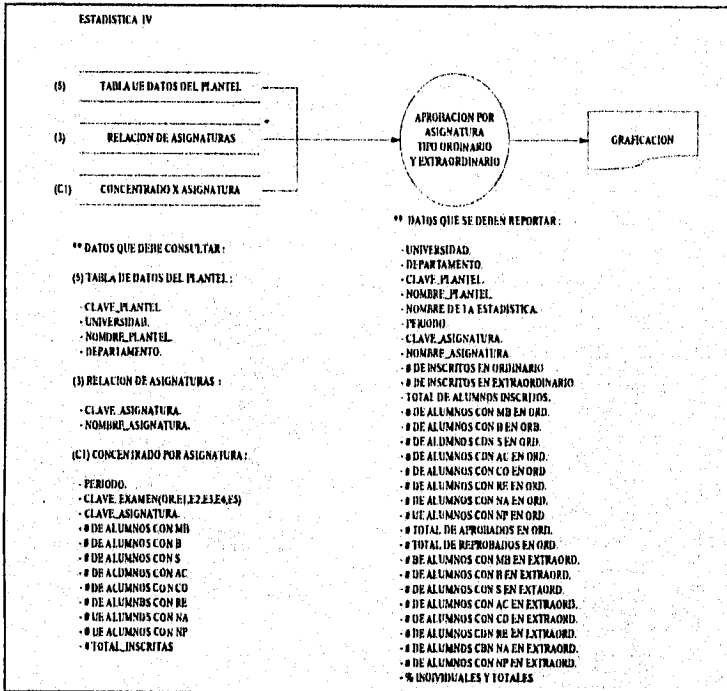 ESTADISTICA IV
(5) TABLA DE DATOS DEL PLANTEL
(3) RELACION DE ASIGNATURAS
(C1) CONCENTRADO X ASIGNATURA
APROBACION POR
ASIGNATURA
TIPO ORDINARIO
Y EXTRAORDINARIO
GRAFICACION
** DATOS QUE DEBE CONSULTAR :
(5) TABLA DE DATOS DEL PLANTEL :
- CLAVE_PLANTEL.
- UNIVERSIDAD.
- NOMBRE_PLANTEL.
- DEPARTAMENTO.
(3) RELACION DE ASIGNATURAS :
- CLAVE_ASIGNATURA.
- NOMBRE_ASIGNATURA.
(C1) CONCENTRADO POR ASIGNATURA :
- PERIODO.
- CLAVE_EXAMEN(OR,E1,E2,E3,E4,E5)
- CLAVE_ASIGNATURA.
- # DE ALUMNOS CON MB
- # DE ALUMNOS CON B
- # DE ALUMNOS CON S
- # DE ALUMNOS CON AC
- # DE ALUMNOS CON CO
- # DE ALUMNOS CON RE
- # DE ALUMNOS CON NA
- # DE ALUMNOS CON NP
- # TOTAL_INSCRITAS
** DATOS QUE SE DEBEN REPORTAR :
- UNIVERSIDAD.
- DEPARTAMENTO.
- CLAVE_PLANTEL.
- NOMBRE_PLANTEL.
- NOMBRE DE LA ESTADISTICA.
- PERIODO
- CLAVE_ASIGNATURA.
- NOMBRE_ASIGNATURA
- # DE INSCRITOS EN ORDINARIO
- # DE INSCRITOS EN EXTRAORDINARIO
- TOTAL DE ALUMNOS INSCRITOS.
- # DE ALUMNOS CON MB EN ORD.
- # DE ALUMNOS CON B EN ORD.
- # DE ALUMNOS CON S EN ORD.
- # DE ALUMNOS CON AC EN ORD.
- # DE ALUMNOS CON CO EN ORD
- # DE ALUMNOS CON RE EN ORD.
- # DE ALUMNOS CON NA EN ORD.
- # DE ALUMNOS CON NP EN ORD
- # TOTAL DE APROBADOS EN ORD.
- # TOTAL DE REPROBADOS EN ORD.
- # DE ALUMNOS CON MB EN EXTRAORD.
- # DE ALUMNOS CON B EN EXTRAORD.
- # DE ALUMNOS CON S EN EXTAORD.
- # DE ALUMNOS CON AC EN EXTRAORD.
- # DE ALUMNOS CON CO EN EXTRAORD.
- # DE ALUMNOS CON RE EN EXTRAORD.
- # DE ALUMNOS CON NA EN EXTRAORD.
- # DE ALUMNOS CON NP EN EXTRAORD.
- % INDIVIDUALES Y TOTALES